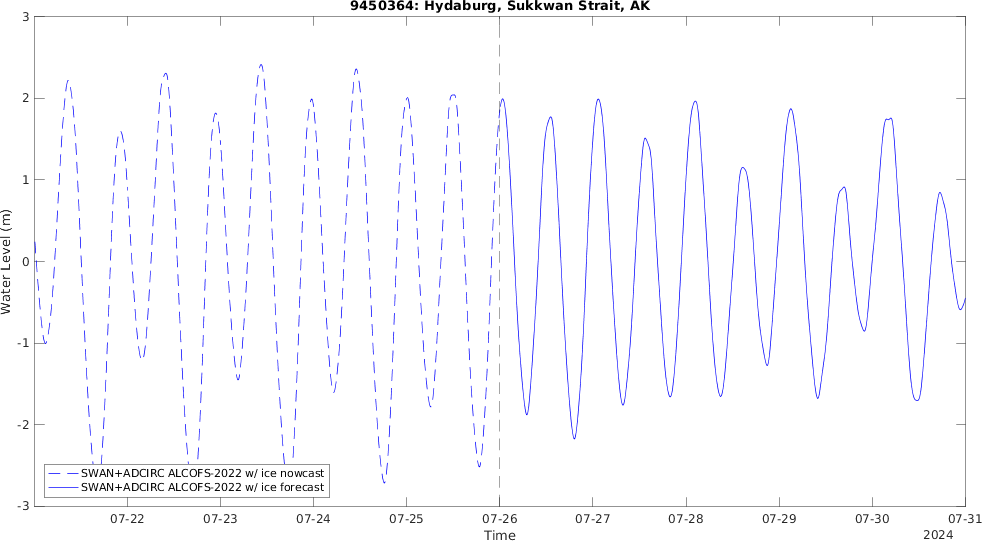 9450364: Hydaburg, Sukkwan Strait, AK
3
2
1
0
-1
-2
-3
Water Level (m)
SWAN+ADCIRC ALCOFS-2022 w/ ice nowcast
SWAN+ADCIRC ALCOFS-2022 w/ ice forecast
07-22 07-23 07-24 07-25 07-26 07-27 07-28 07-29 07-30 07-31
Time
2024